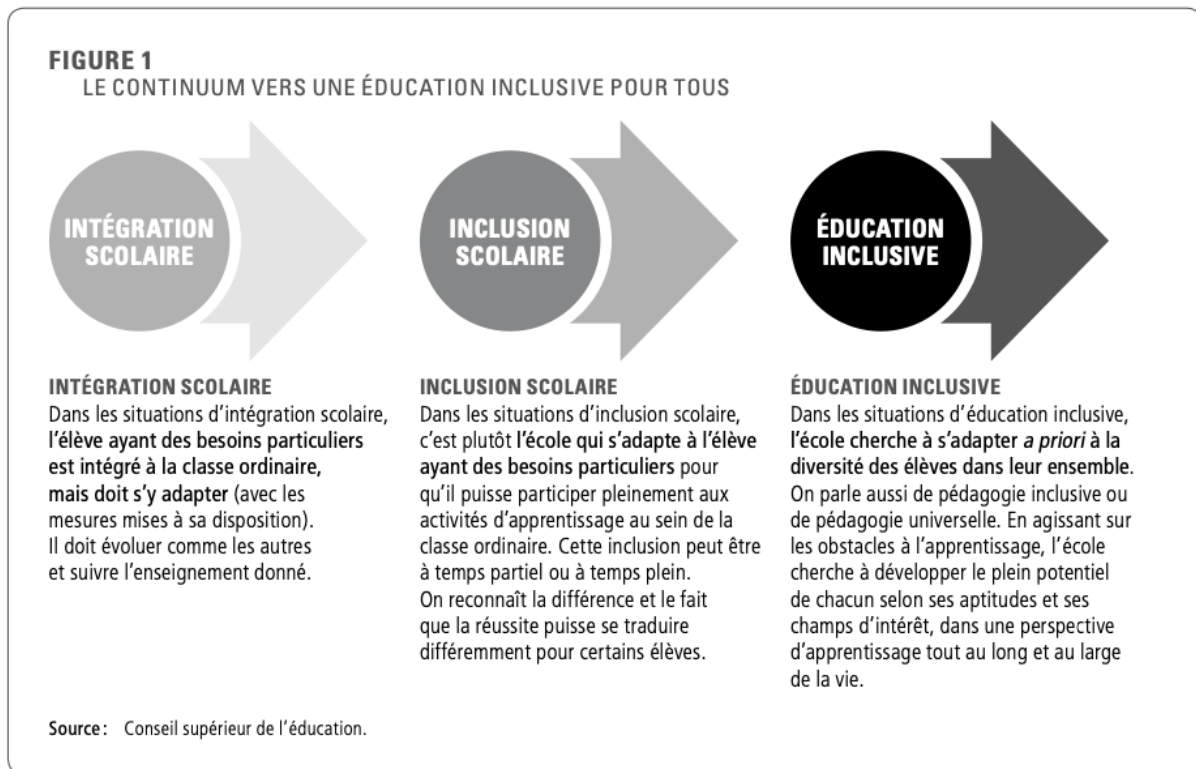 FIGURE 1
LE CONTINUUM VERS UNE ÉDUCATION INCLUSIVE POUR TOUS
INTÉGRATION
SCOLAIRE
INCLUSION
SCOLAIRE
ÉDUCATION
INCLUSIVE
INTÉGRATION SCOLAIRE
Dans les situations d’intégration scolaire,
l’élève ayant des besoins particuliers
est intégré à la classe ordinaire,
mais doit s’y adapter (avec les
mesures mises à sa disposition).
Il doit évoluer comme les autres
et suivre l’enseignement donné.
INCLUSION SCOLAIRE
Dans les situations d’inclusion scolaire,
c’est plutôt l’école qui s’adapte à l’élève
ayant des besoins particuliers pour
qu’il puisse participer pleinement aux
activités d’apprentissage au sein de la
classe ordinaire. Cette inclusion peut être
à temps partiel ou à temps plein.
On reconnaît la différence et le fait
que la réussite puisse se traduire
différemment pour certains élèves.
ÉDUCATION INCLUSIVE
Dans les situations d’éducation inclusive,
l’école cherche à s’adapter a priori à la
diversité des élèves dans leur ensemble.
On parle aussi de pédagogie inclusive ou
de pédagogie universelle. En agissant sur
les obstacles à l’apprentissage, l’école
cherche à développer le plein potentiel
de chacun selon ses aptitudes et ses
champs d’intérêt, dans une perspective
d’apprentissage tout au long et au large
de la vie.
Source : Conseil supérieur de l’éducation.